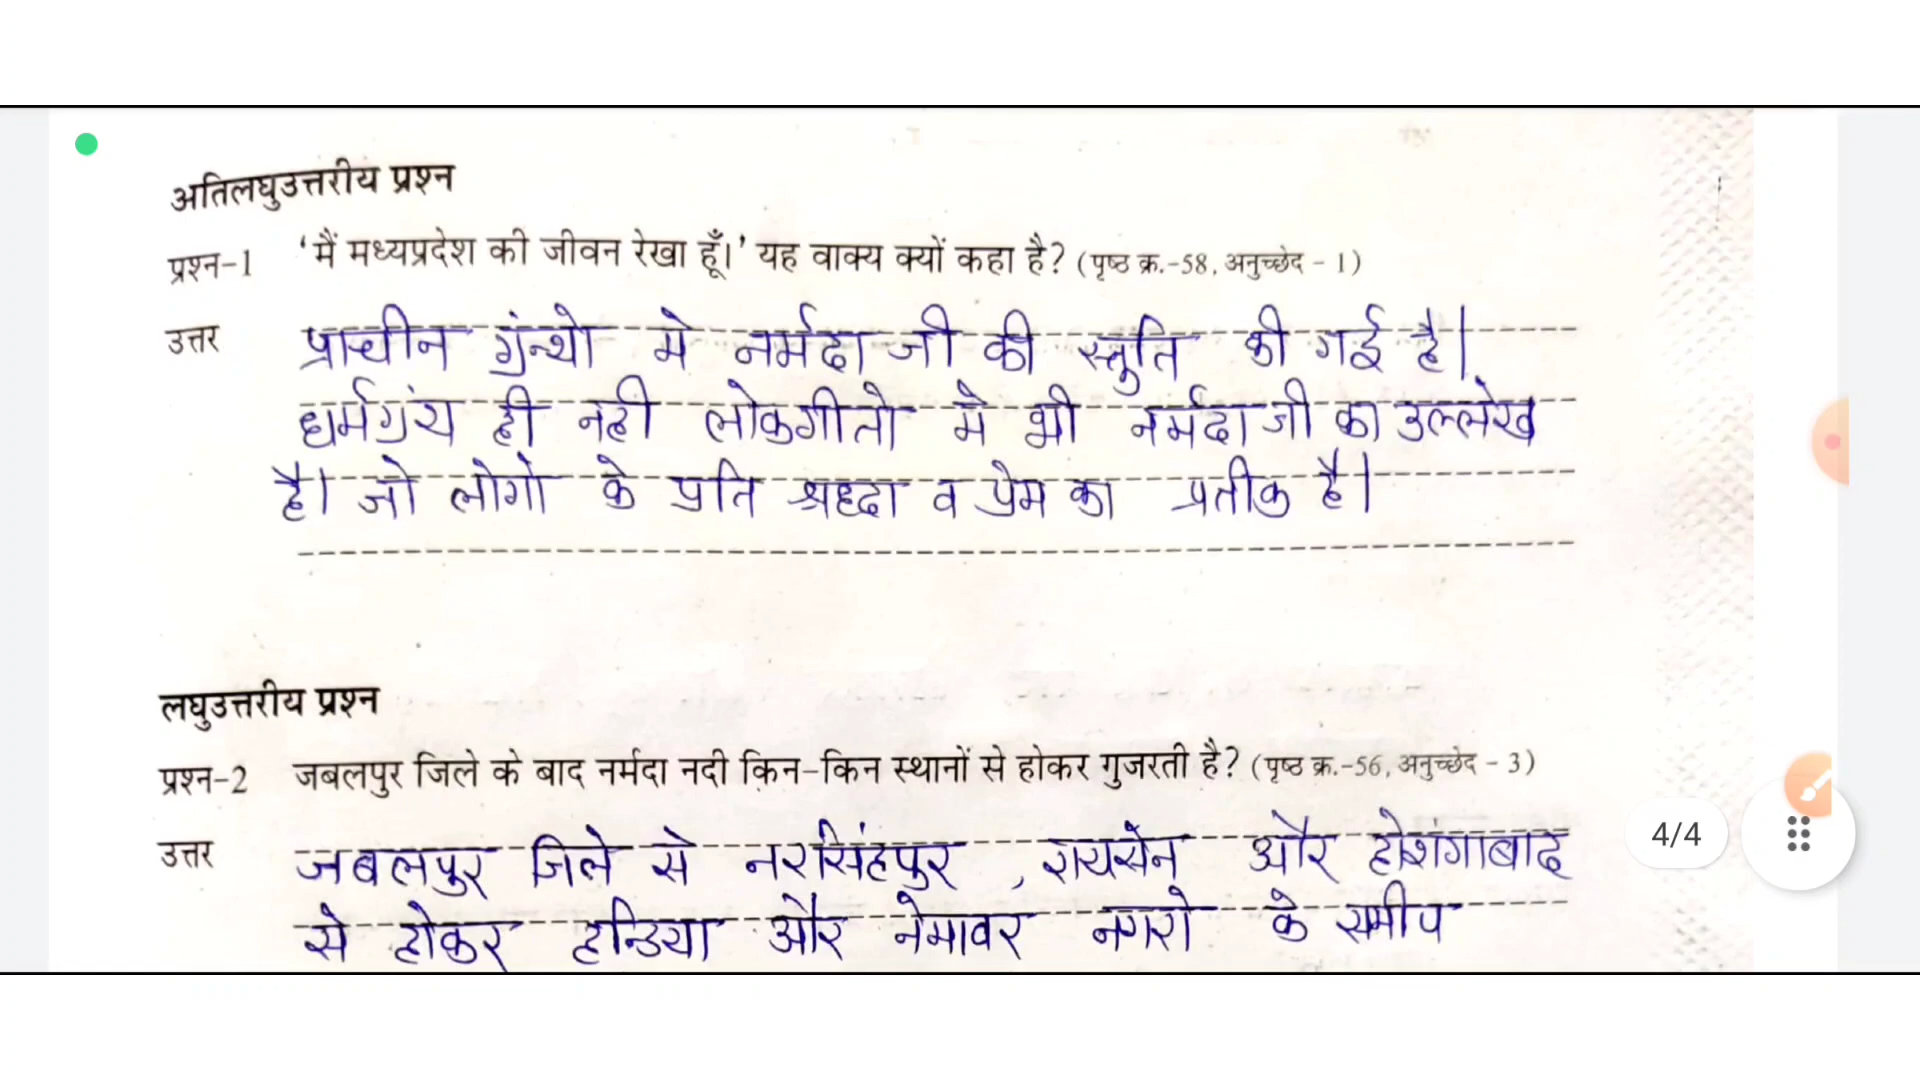 अतिलघुउत्तरीय प्रश्न
प्रश्न-1 'मैं मध्यप्रदेश की जीवन रेखा हूँ।' यह वाक्य क्यों कहा है? (पृष्ठ क्र.-58, अनुच्छेद - 1)
उत्तर प्राचीन ग्रंन्थो मे नर्मदा जी की स्तुति की गई है।
धर्मग्रंथ ही नही लोकगीतो मे भी नर्मदा जी का उल्लेख
है। जो लोगो के प्रति श्रध्दा व प्रेम का प्रतीक है।
लघुउत्तरीय प्रश्न
प्रश्न-2 जबलपुर जिले के बाद नर्मदा नदी किन-किन स्थानों से होकर गुजरती है? (पृष्ठ क्र.-56, अनुच्छेद - 3)
उत्तर जबलपुर जिले से नरसिंहपुर , रायसेन और होशंगाबाद
4/4
से होकर हन्डिया और नेमावर नगरो के समीप